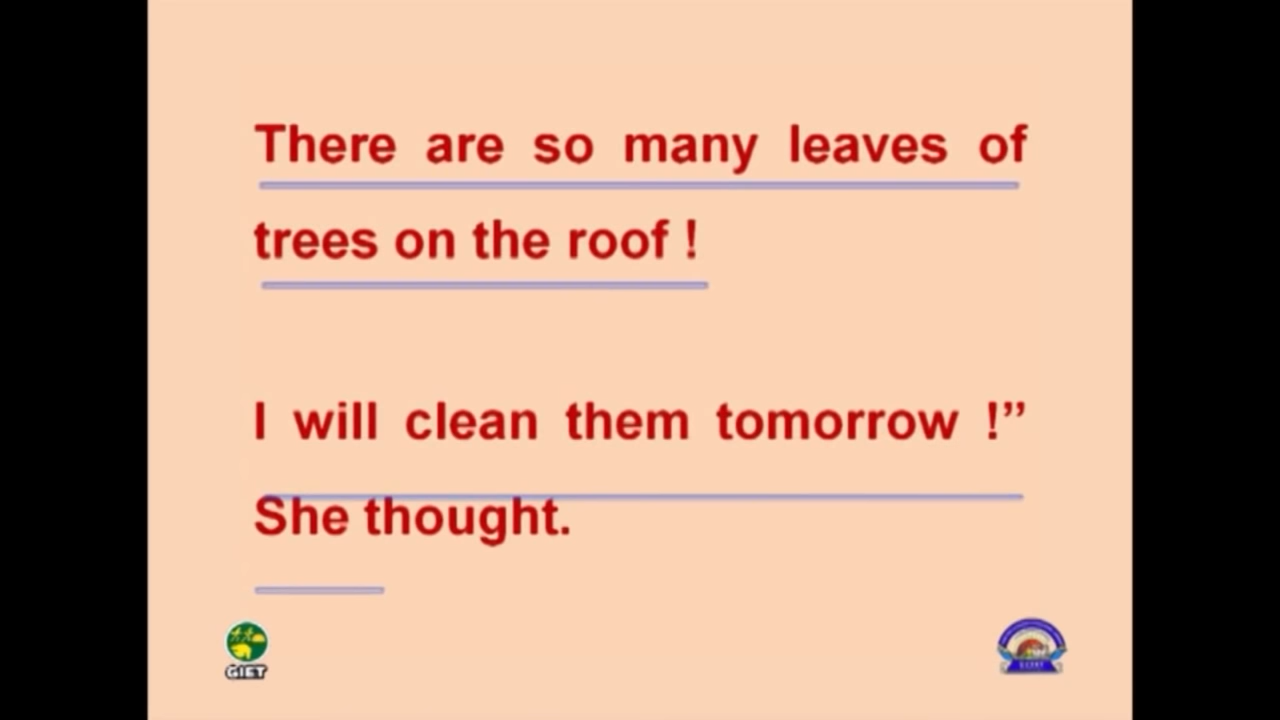 There are so many leaves of
trees on the roof !
I will clean them tomorrow !”
She thought.
GIET